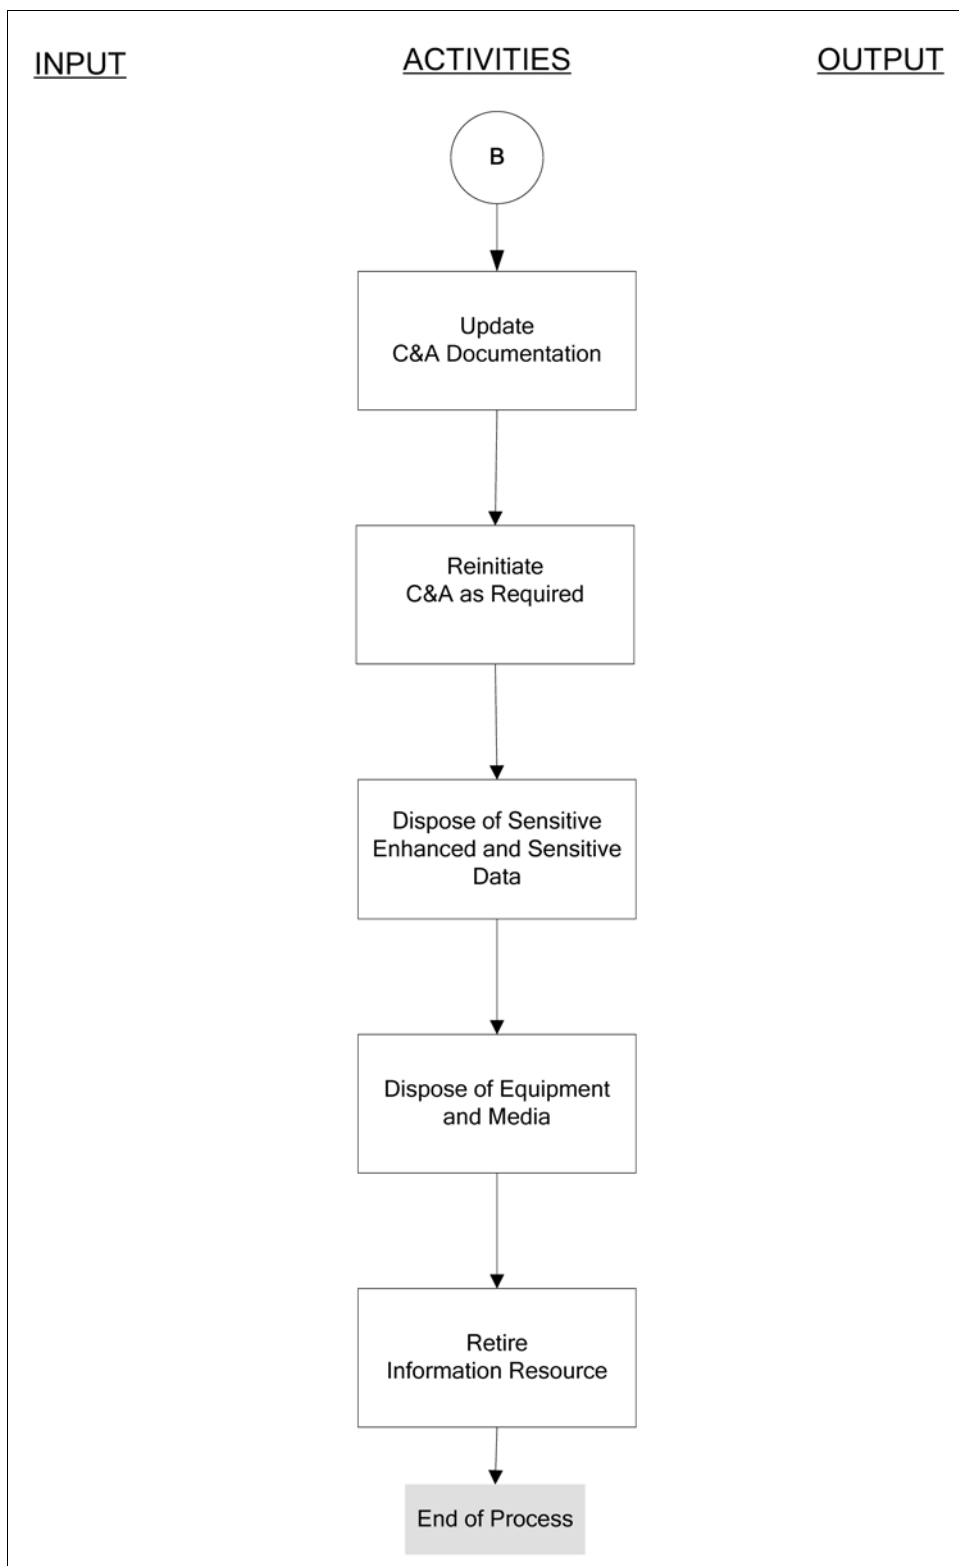 INPUT
ACTIVITIES
OUTPUT
B
Update
C&A Documentation
Reinitiate
C&A as Required
Dispose of Sensitive
Enhanced and Sensitive
Data
Dispose of Equipment
and Media
Retire
Information Resource
End of Process